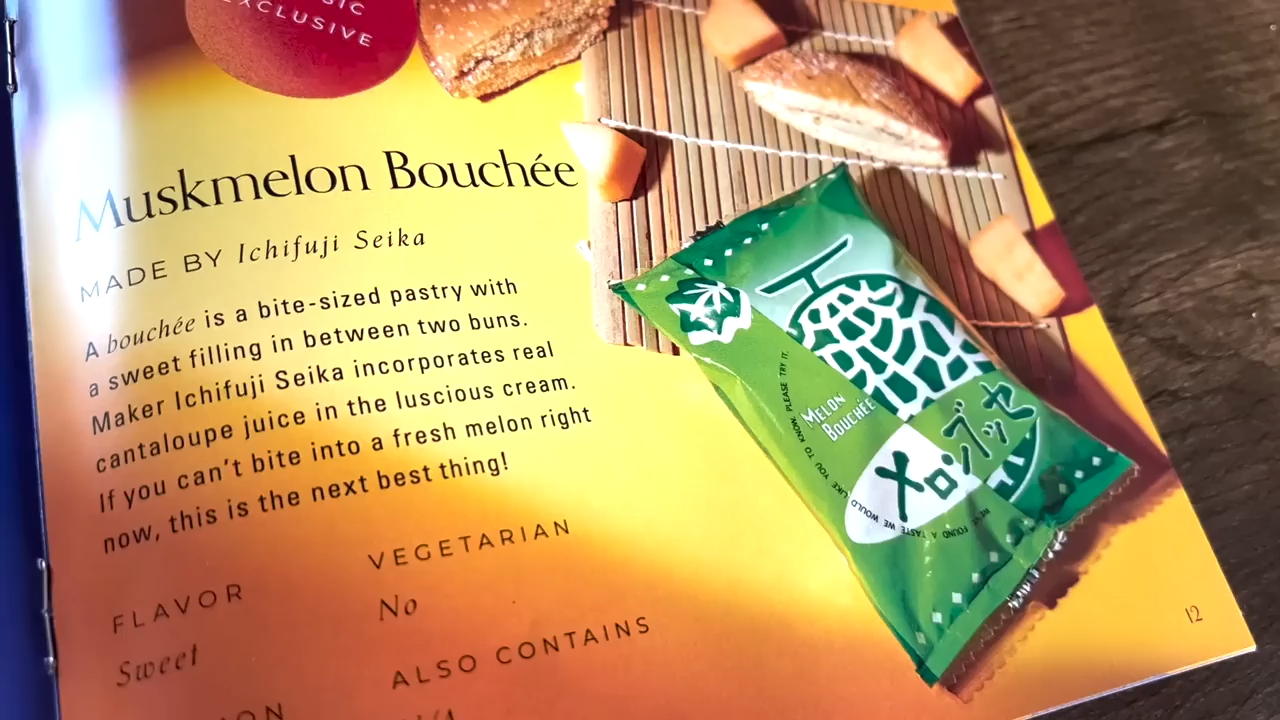 EXCLUSIVE
Muskmelon Bouchée
MADE BY Ichifuji Seika
A bouchée is a bite-sized pastry with
a sweet filling in between two buns.
Maker Ichifuji Seika incorporates real
cantaloupe juice in the luscious cream.
If you can't bite into a fresh melon right
now, this is the next best thing!
FLAVOR
Sweet
VEGETARIAN
No
ALSO CONTAINS
MELON
BOUCHÉE
メロンブッセ
WE'VE FOUND A TASTE WE WOULD LIKE YOU TO KNOW. PLEASE TRY IT.
12